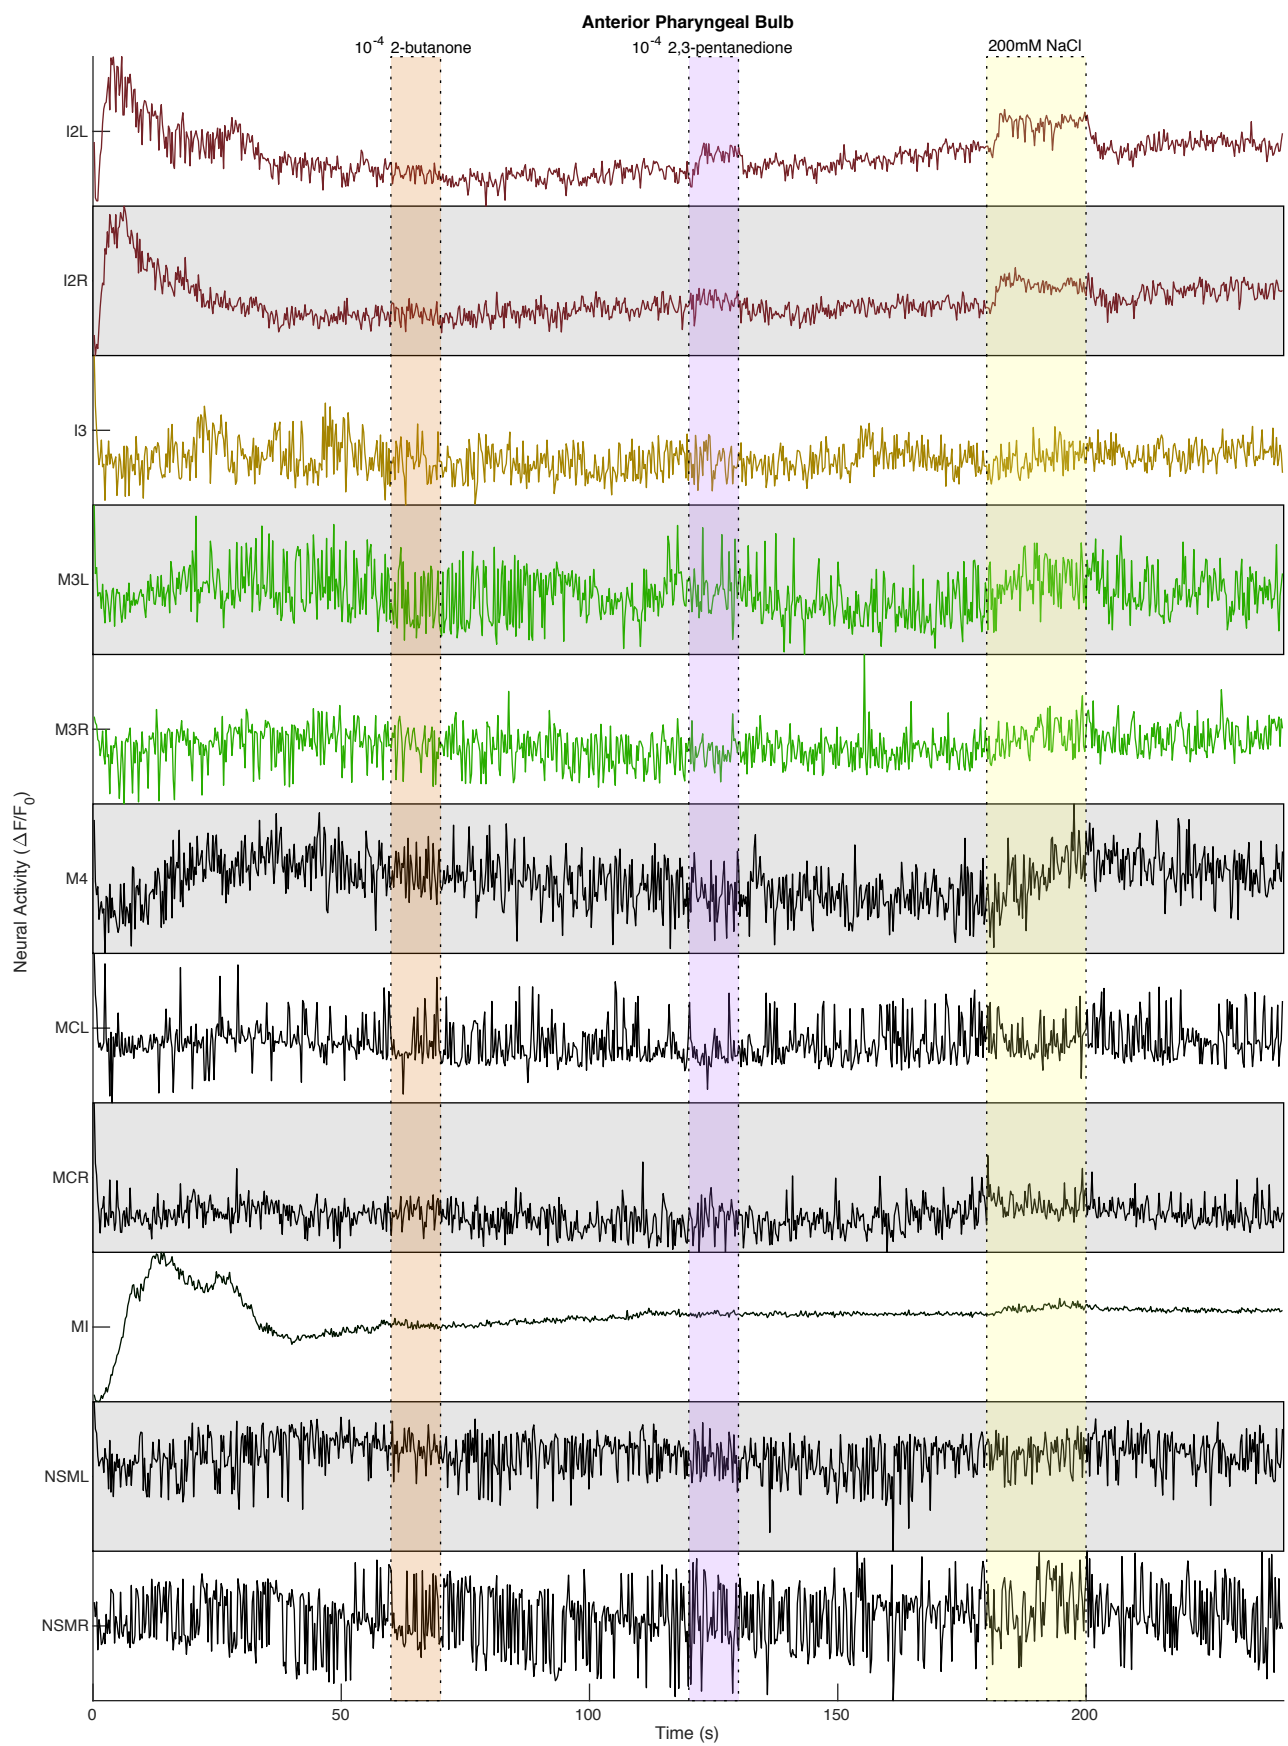 Anterior Pharyngeal Bulb
10⁻⁴ 2-butanone
10⁻⁴ 2,3-pentanedione
200mM NaCl
I2L
I2R
I3
M3L
M3R
M4
MCL
MCR
MI
NSML
NSMR
Neural Activity (ΔF/F₀)
0
50
100
150
200
Time (s)